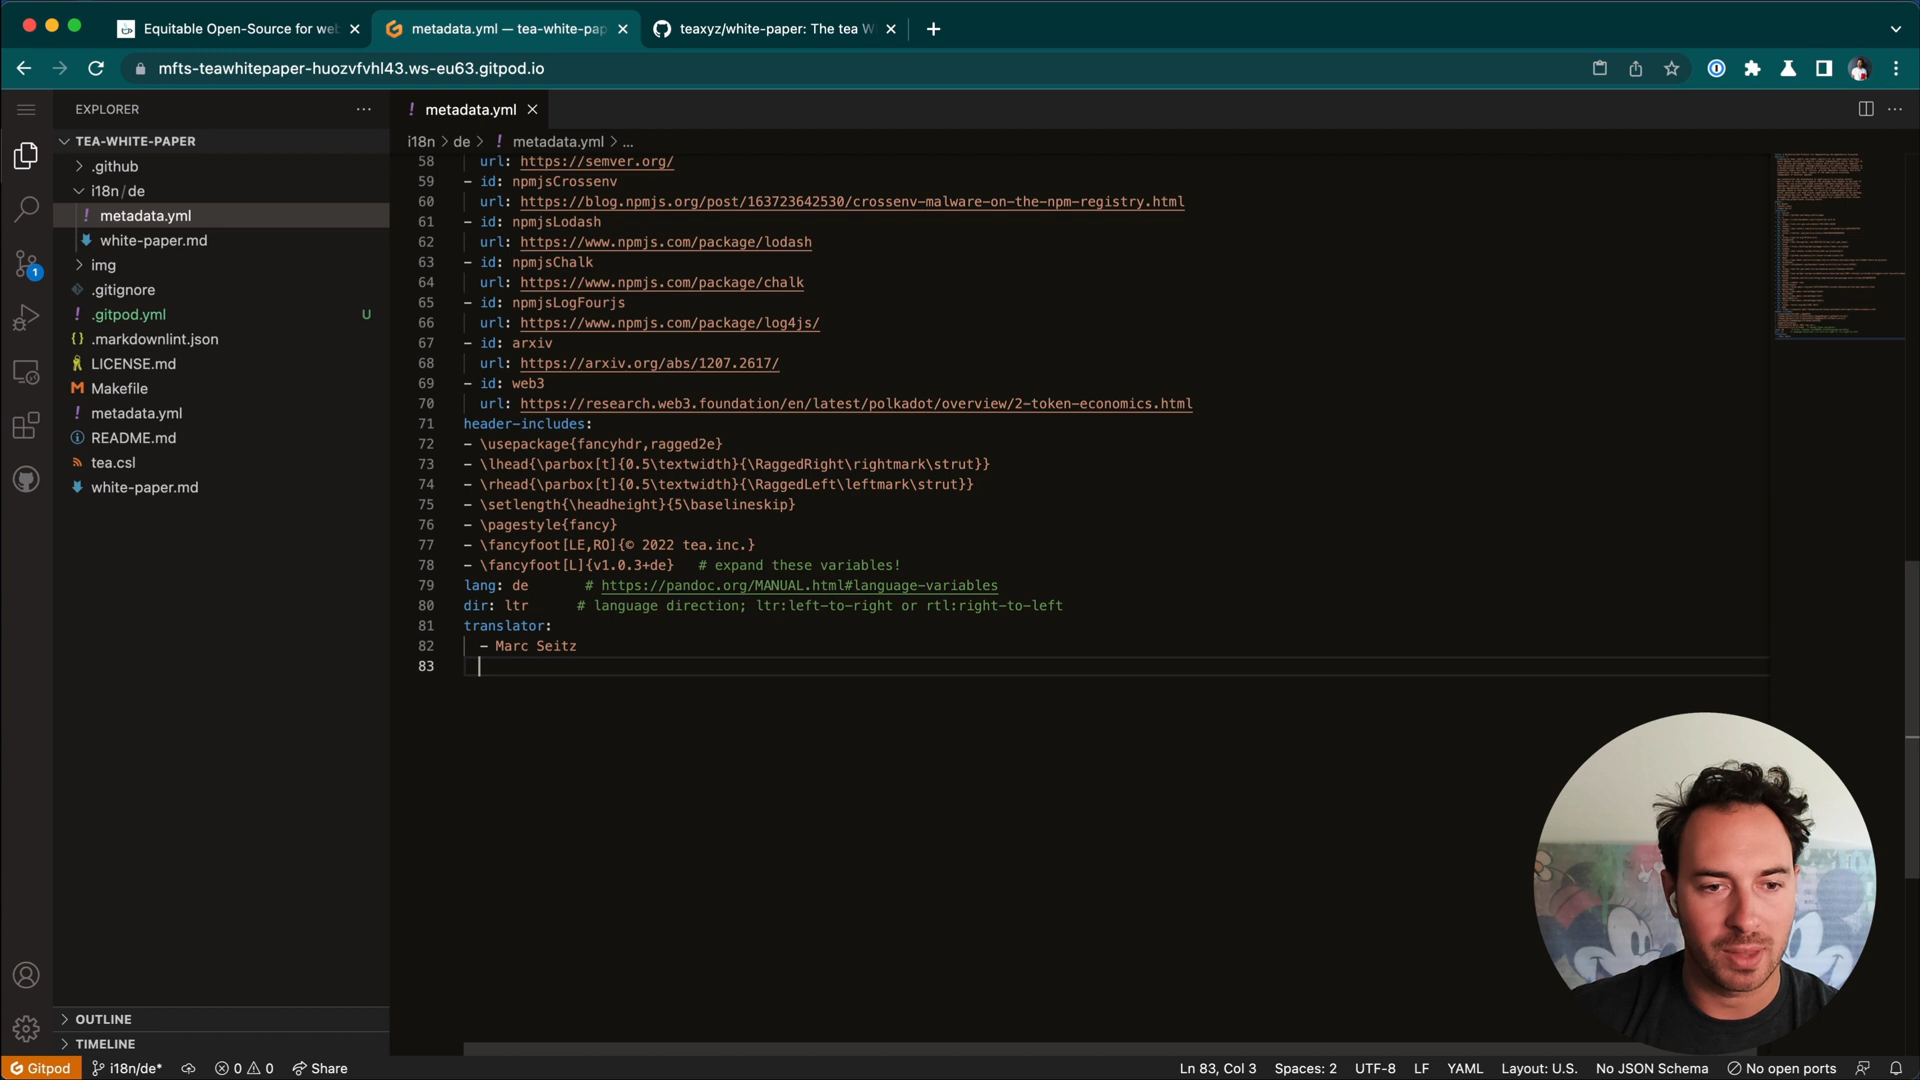 Equitable Open-Source for web
metadata.yml — tea-white-pap
teaxyz/white-paper: The tea W
mfts-teawhitepaper-huozvfvhl43.ws-eu63.gitpod.io
EXPLORER
metadata.yml
TEA-WHITE-PAPER
i18n > de > ! metadata.yml > ...
.github
i18n/de
metadata.yml
white-paper.md
img
.gitignore
.gitpod.yml U
.markdownlint.json
LICENSE.md
Makefile
metadata.yml
README.md
tea.csl
white-paper.md
1
58 url: https://semver.org/
59 - id: npmjsCrossenv
60 url: https://blog.npmjs.org/post/163723642530/crossenv-malware-on-the-npm-registry.html
61 - id: npmjsLodash
62 url: https://www.npmjs.com/package/lodash
63 - id: npmjsChalk
64 url: https://www.npmjs.com/package/chalk
65 - id: npmjsLogFourjs
66 url: https://www.npmjs.com/package/log4js/
67 - id: arxiv
68 url: https://arxiv.org/abs/1207.2617/
69 - id: web3
70 url: https://research.web3.foundation/en/latest/polkadot/overview/2-token-economics.html
71 header-includes:
72 - \usepackage{fancyhdr,ragged2e}
73 - \lhead{\parbox[t]{0.5\textwidth}{\RaggedRight\rightmark\strut}}
74 - \rhead{\parbox[t]{0.5\textwidth}{\RaggedLeft\leftmark\strut}}
75 - \setlength{\headheight}{5\baselineskip}
76 - \pagestyle{fancy}
77 - \fancyfoot[LE,RO]{© 2022 tea.inc.}
78 - \fancyfoot[L]{v1.0.3+de} # expand these variables!
79 lang: de # https://pandoc.org/MANUAL.html#language-variables
80 dir: ltr # language direction; ltr:left-to-right or rtl:right-to-left
81 translator:
82 - Marc Seitz
83
OUTLINE
TIMELINE
Gitpod i18n/de* 0 0 Share Ln 83, Col 3 Spaces: 2 UTF-8 LF YAML Layout: U.S. No JSON Schema No open ports